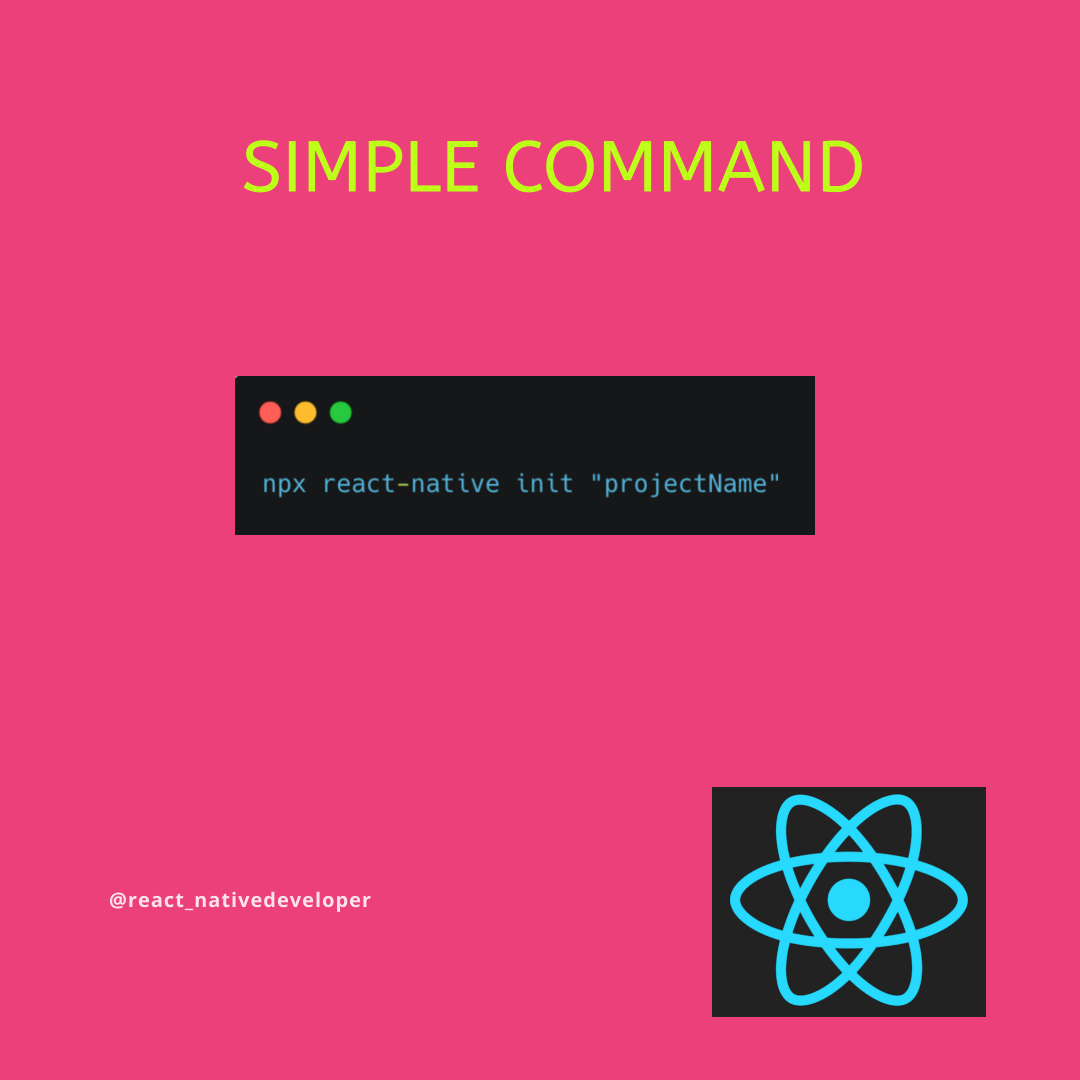 SIMPLE COMMAND
npx react-native init "projectName"
@react_nativedeveloper